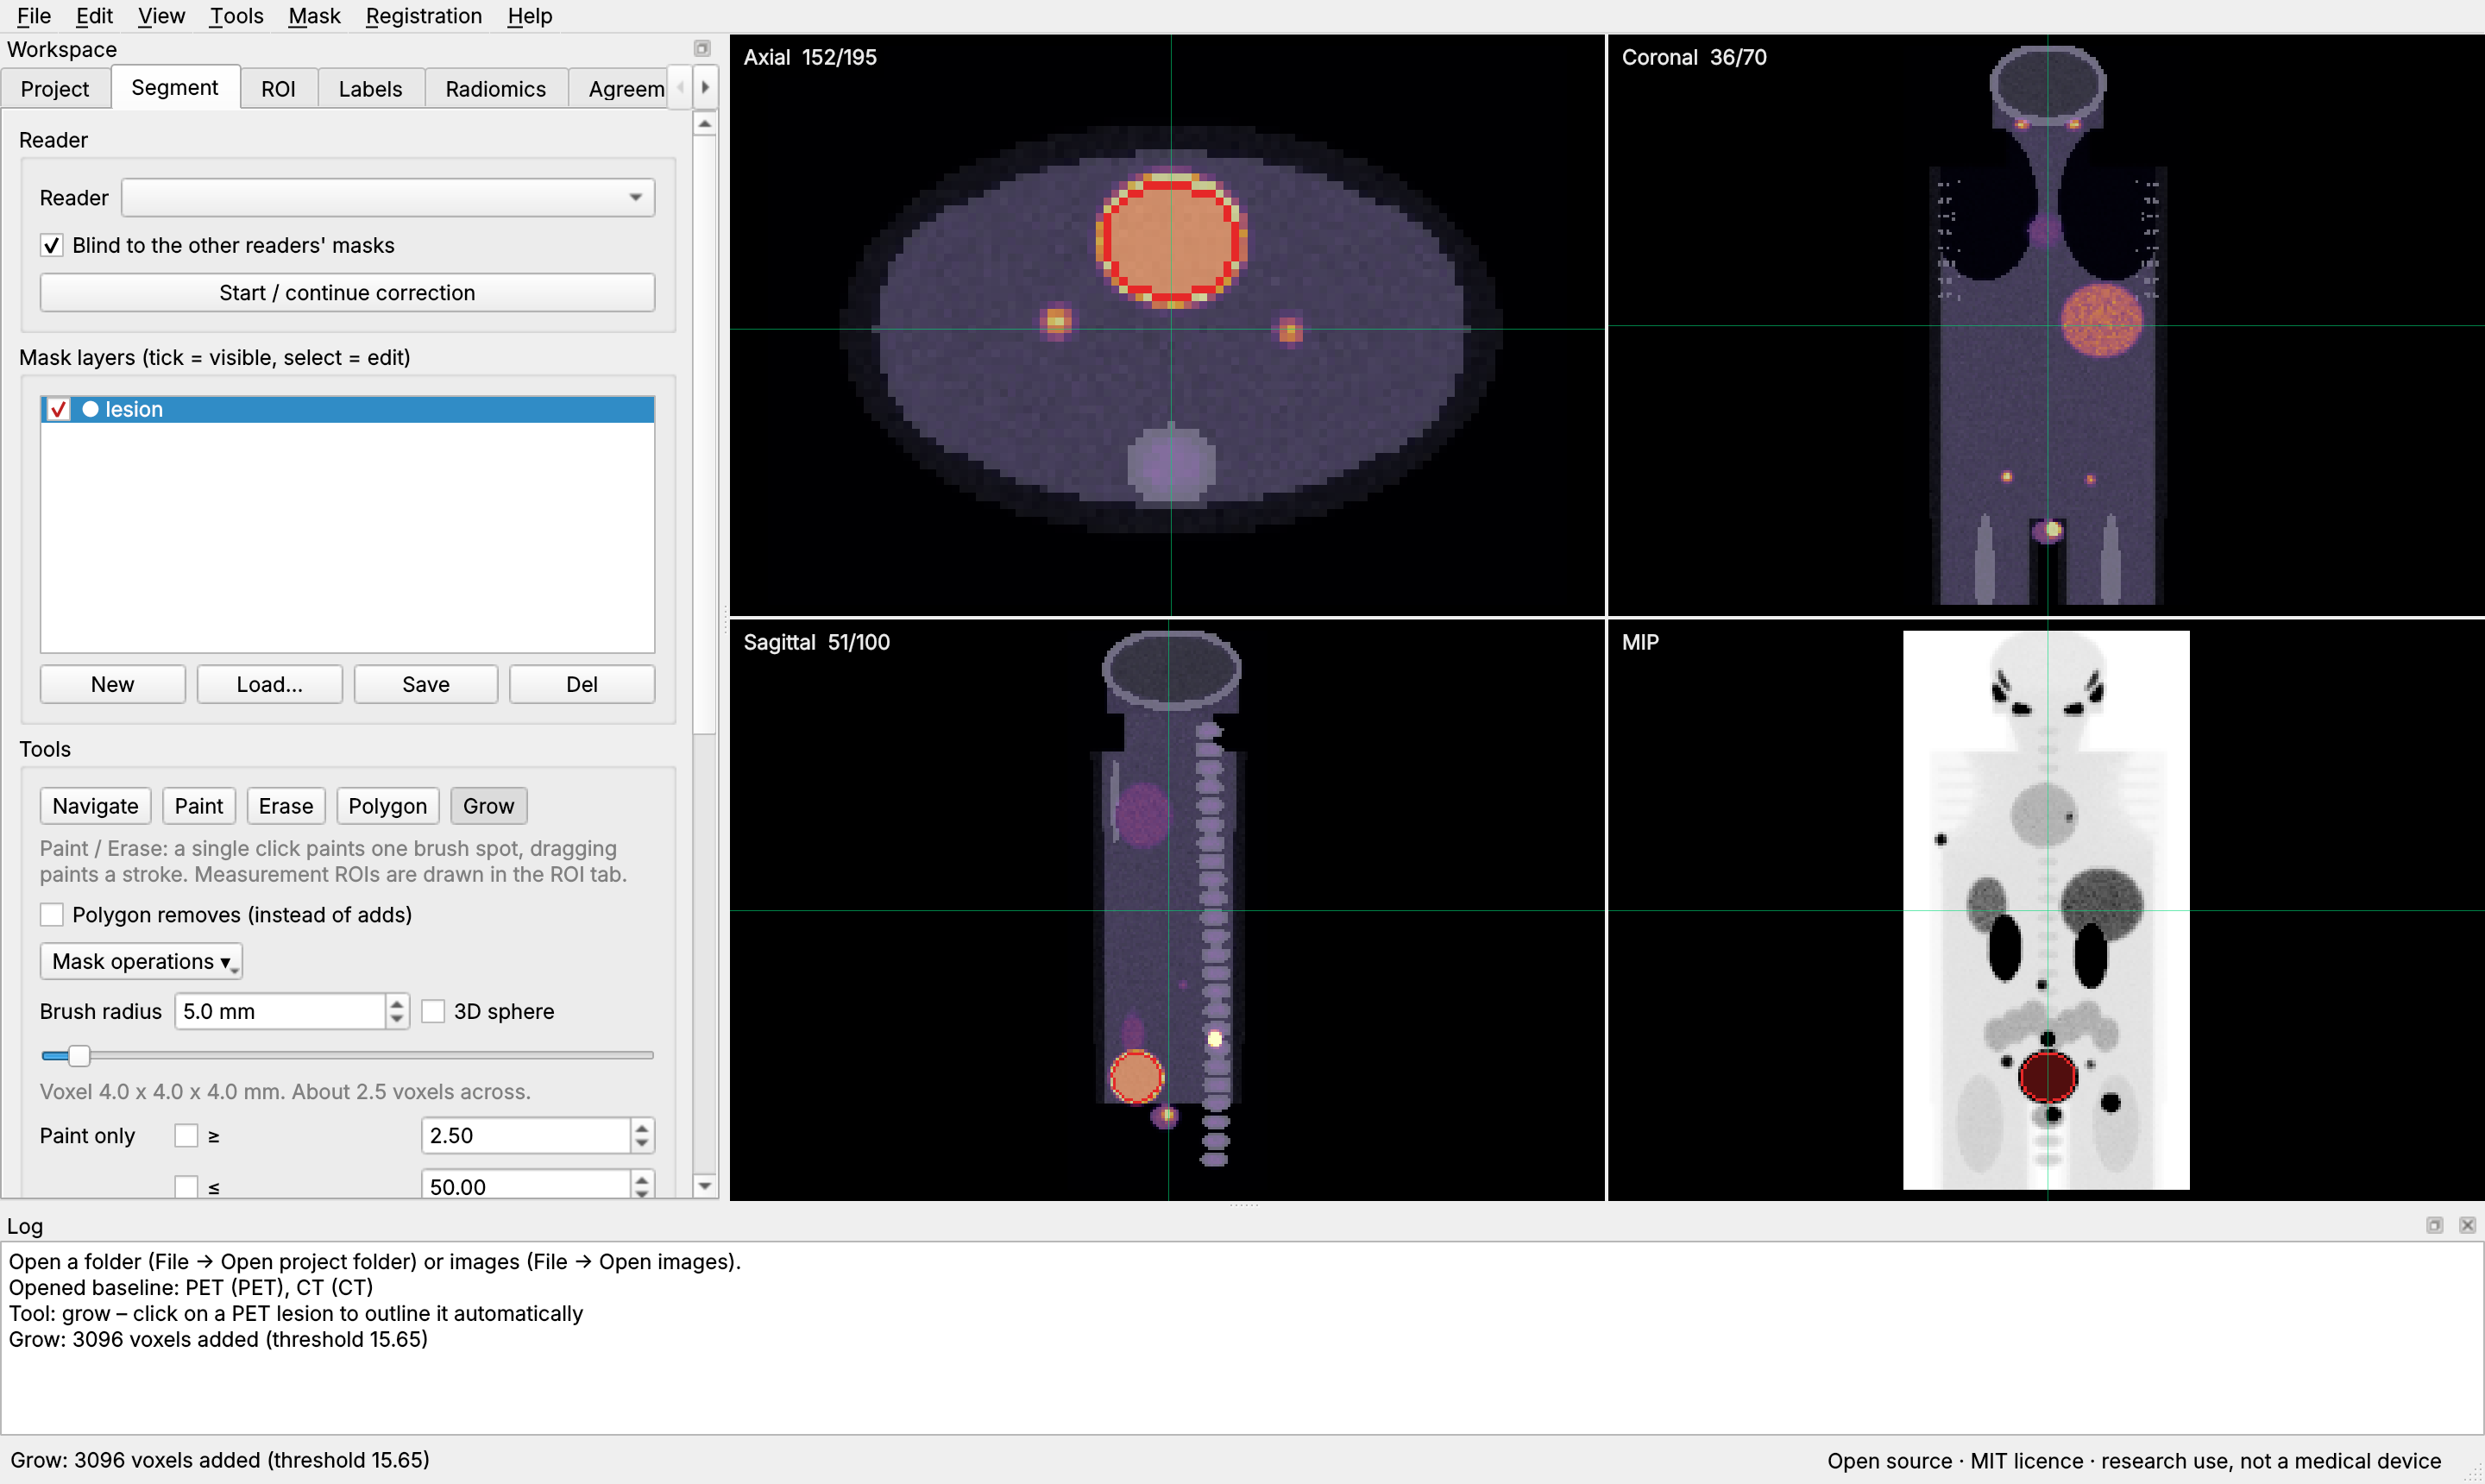 File Edit View Tools Mask Registration Help
Workspace
Project Segment ROI Labels Radiomics Agreem
Reader
Reader
Blind to the other readers' masks
Start / continue correction
Mask layers (tick = visible, select = edit)
lesion
New Load... Save Del
Tools
Navigate Paint Erase Polygon Grow
Paint / Erase: a single click paints one brush spot, dragging
paints a stroke. Measurement ROIs are drawn in the ROI tab.
Polygon removes (instead of adds)
Mask operations ▾
Brush radius 5.0 mm 3D sphere
Voxel 4.0 x 4.0 x 4.0 mm. About 2.5 voxels across.
Paint only ≥ 2.50
≤ 50.00
Axial 152/195
Coronal 36/70
Sagittal 51/100
MIP
Log
Open a folder (File → Open project folder) or images (File → Open images).
Opened baseline: PET (PET), CT (CT)
Tool: grow – click on a PET lesion to outline it automatically
Grow: 3096 voxels added (threshold 15.65)
Grow: 3096 voxels added (threshold 15.65)
Open source · MIT licence · research use, not a medical device